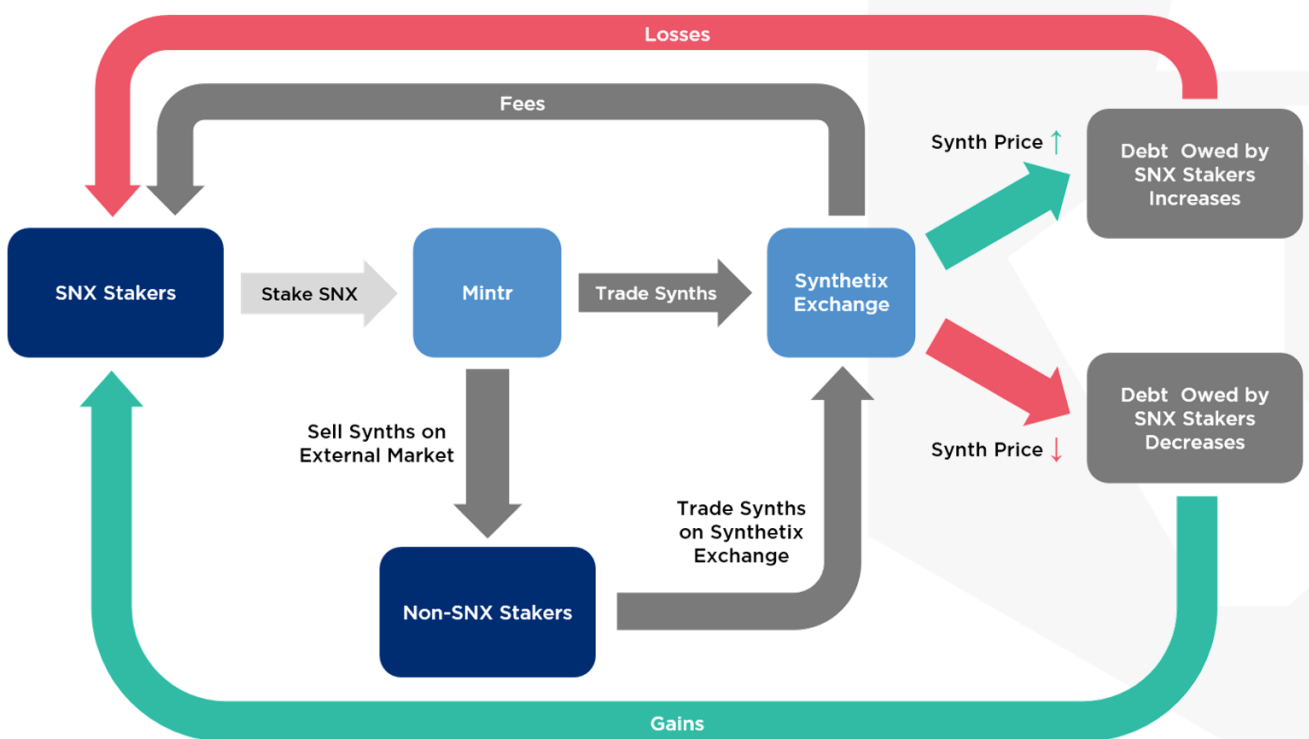 Losses
Fees
Synth Price ↑
Debt Owed by
SNX Stakers
Increases
SNX Stakers
Stake SNX
Mintr
Trade Synths
Synthetix
Exchange
Sell Synths on
External Market
Synth Price ↓
Debt Owed by
SNX Stakers
Decreases
Trade Synths
on Synthetix
Exchange
Non-SNX Stakers
Gains